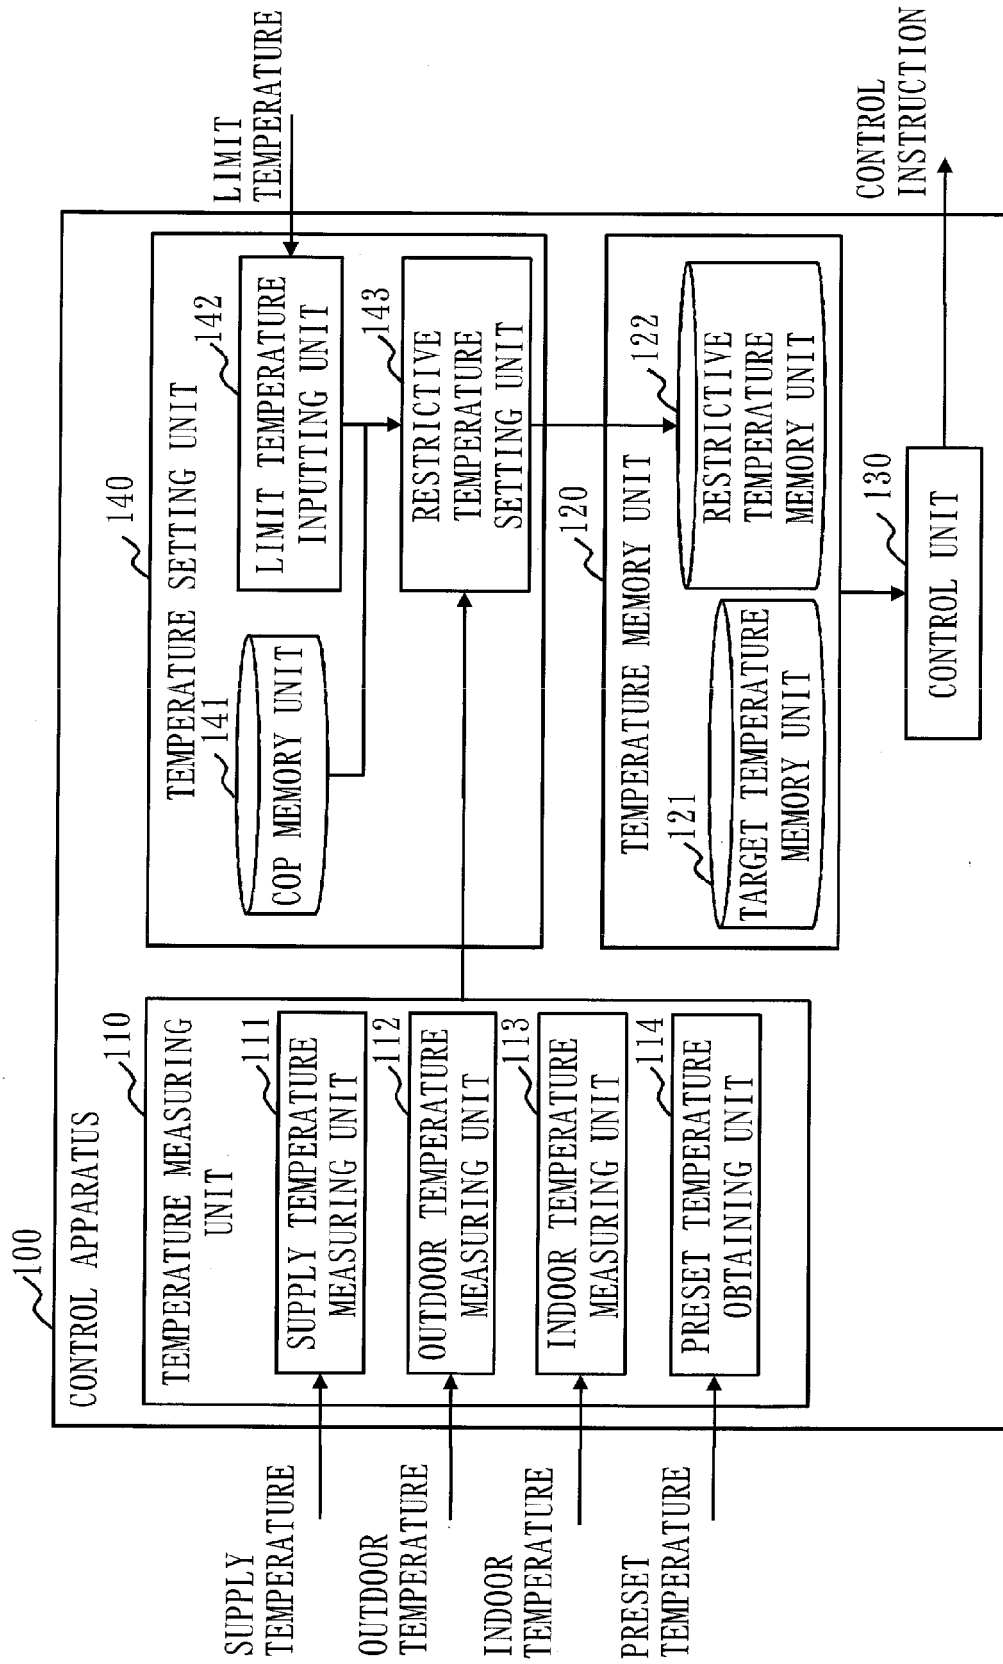 100
CONTROL APPARATUS
110
TEMPERATURE MEASURING
UNIT
111
SUPPLY TEMPERATURE
MEASURING UNIT
112
OUTDOOR TEMPERATURE
MEASURING UNIT
113
INDOOR TEMPERATURE
MEASURING UNIT
114
PRESET TEMPERATURE
OBTAINING UNIT
SUPPLY
TEMPERATURE
OUTDOOR
TEMPERATURE
INDOOR
TEMPERATURE
PRESET
TEMPERATURE
140
TEMPERATURE SETTING UNIT
141
COP MEMORY UNIT
142
LIMIT TEMPERATURE
INPUTTING UNIT
143
RESTRICTIVE
TEMPERATURE
SETTING UNIT
LIMIT
TEMPERATURE
120
TEMPERATURE MEMORY UNIT
121
TARGET TEMPERATURE
MEMORY UNIT
122
RESTRICTIVE
TEMPERATURE
MEMORY UNIT
130
CONTROL UNIT
CONTROL
INSTRUCTION